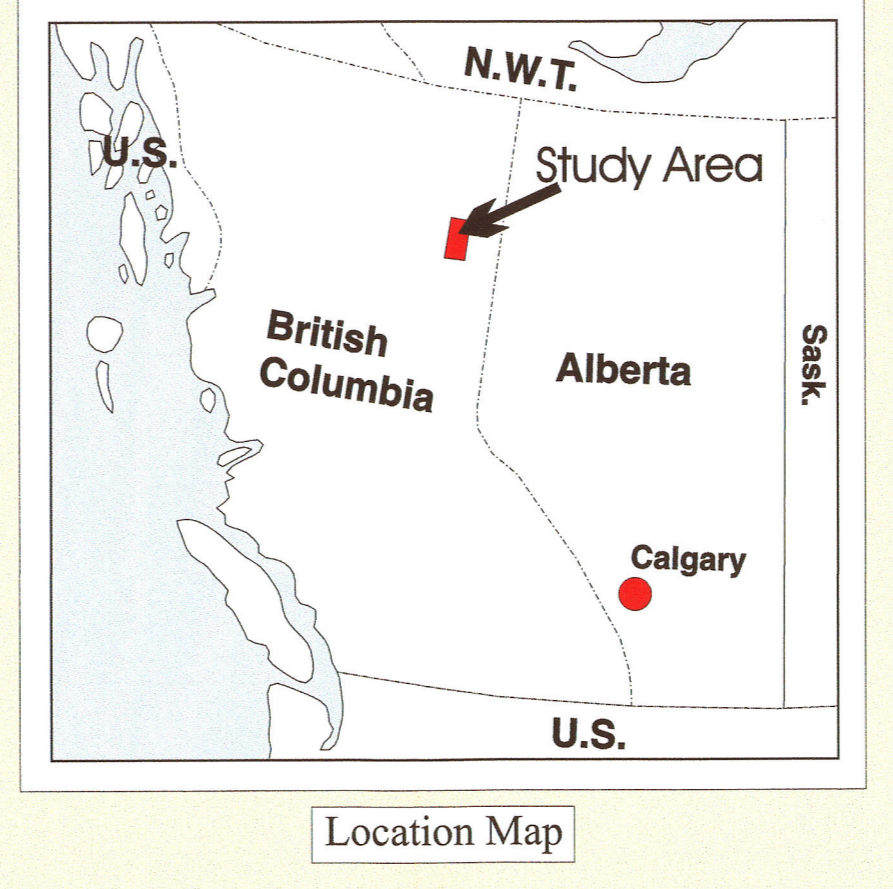 N.W.T.
U.S.
Study Area
British
Columbia
Alberta
Sask.
Calgary
U.S.
Location Map